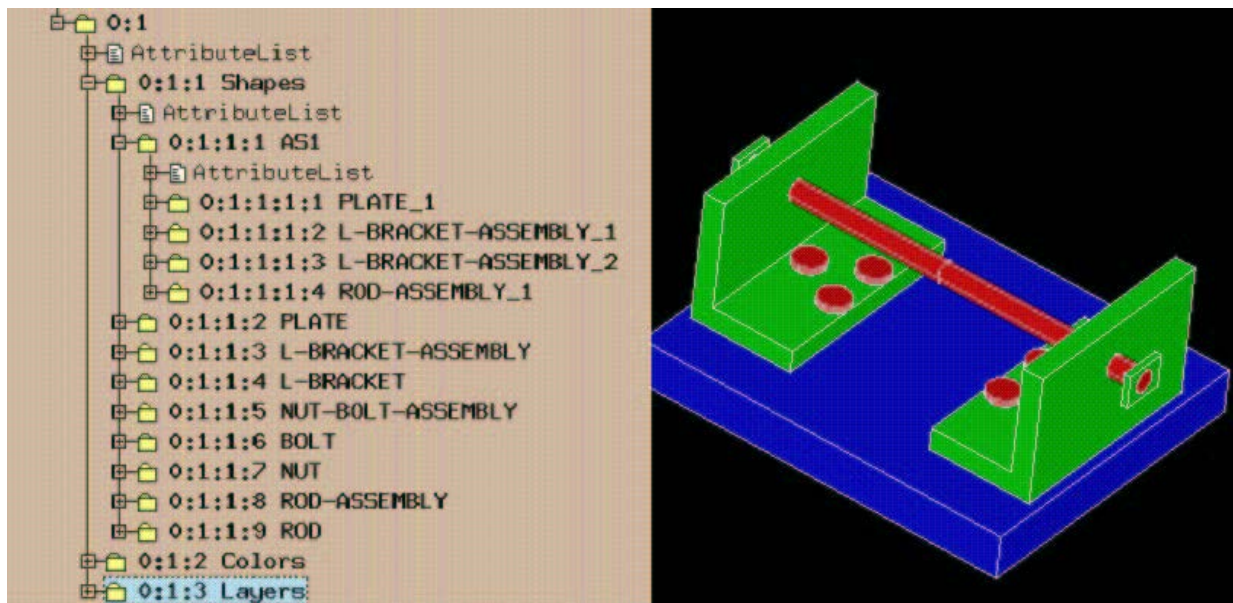 0:1
AttributeList
0:1:1 Shapes
AttributeList
0:1:1:1 AS1
AttributeList
0:1:1:1:1 PLATE_1
0:1:1:1:2 L-BRACKET-ASSEMBLY_1
0:1:1:1:3 L-BRACKET-ASSEMBLY_2
0:1:1:1:4 ROD-ASSEMBLY_1
0:1:1:2 PLATE
0:1:1:3 L-BRACKET-ASSEMBLY
0:1:1:4 L-BRACKET
0:1:1:5 NUT-BOLT-ASSEMBLY
0:1:1:6 BOLT
0:1:1:7 NUT
0:1:1:8 ROD-ASSEMBLY
0:1:1:9 ROD
0:1:2 Colors
0:1:3 Layers